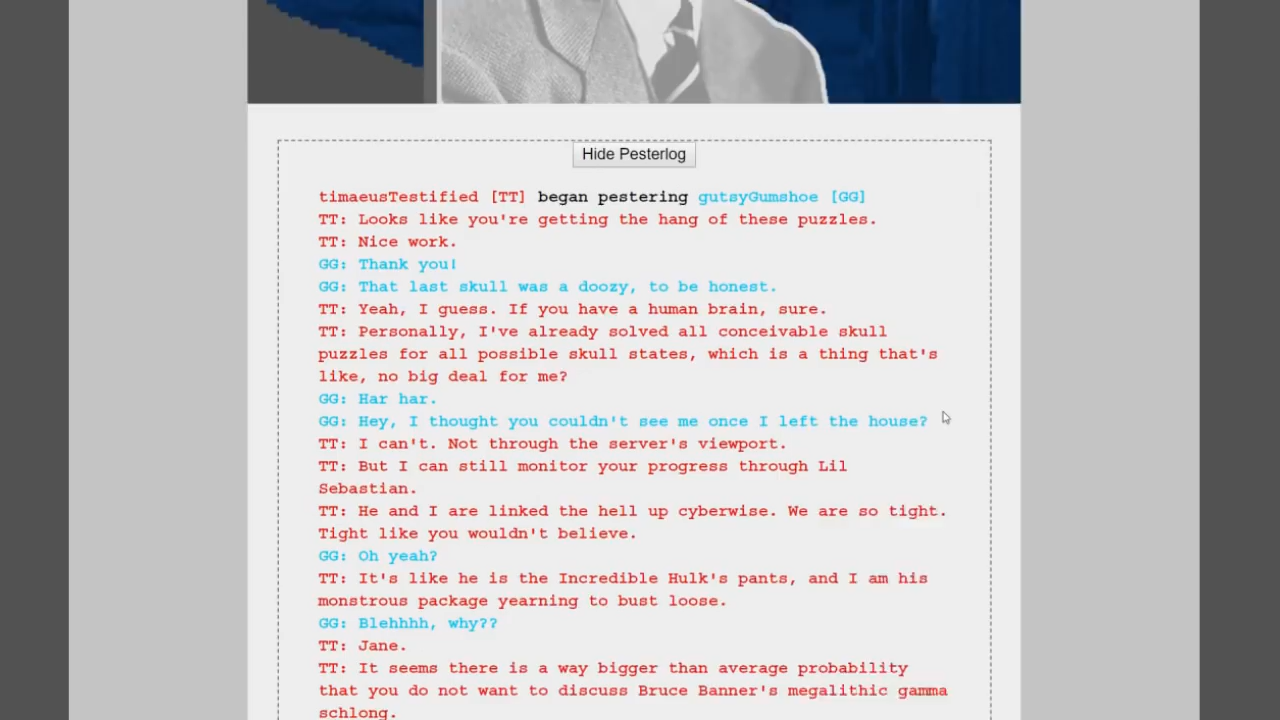 Hide Pesterlog
timaeusTestified [TT] began pestering gutsyGumshoe [GG]
TT: Looks like you're getting the hang of these puzzles.
TT: Nice work.
GG: Thank you!
GG: That last skull was a doozy, to be honest.
TT: Yeah, I guess. If you have a human brain, sure.
TT: Personally, I've already solved all conceivable skull
puzzles for all possible skull states, which is a thing that's
like, no big deal for me?
GG: Har har.
GG: Hey, I thought you couldn't see me once I left the house?
TT: I can't. Not through the server's viewport.
TT: But I can still monitor your progress through Lil
Sebastian.
TT: He and I are linked the hell up cyberwise. We are so tight.
Tight like you wouldn't believe.
GG: Oh yeah?
TT: It's like he is the Incredible Hulk's pants, and I am his
monstrous package yearning to bust loose.
GG: Blehhhh, why??
TT: Jane.
TT: It seems there is a way bigger than average probability
that you do not want to discuss Bruce Banner's megalithic gamma
schlong.